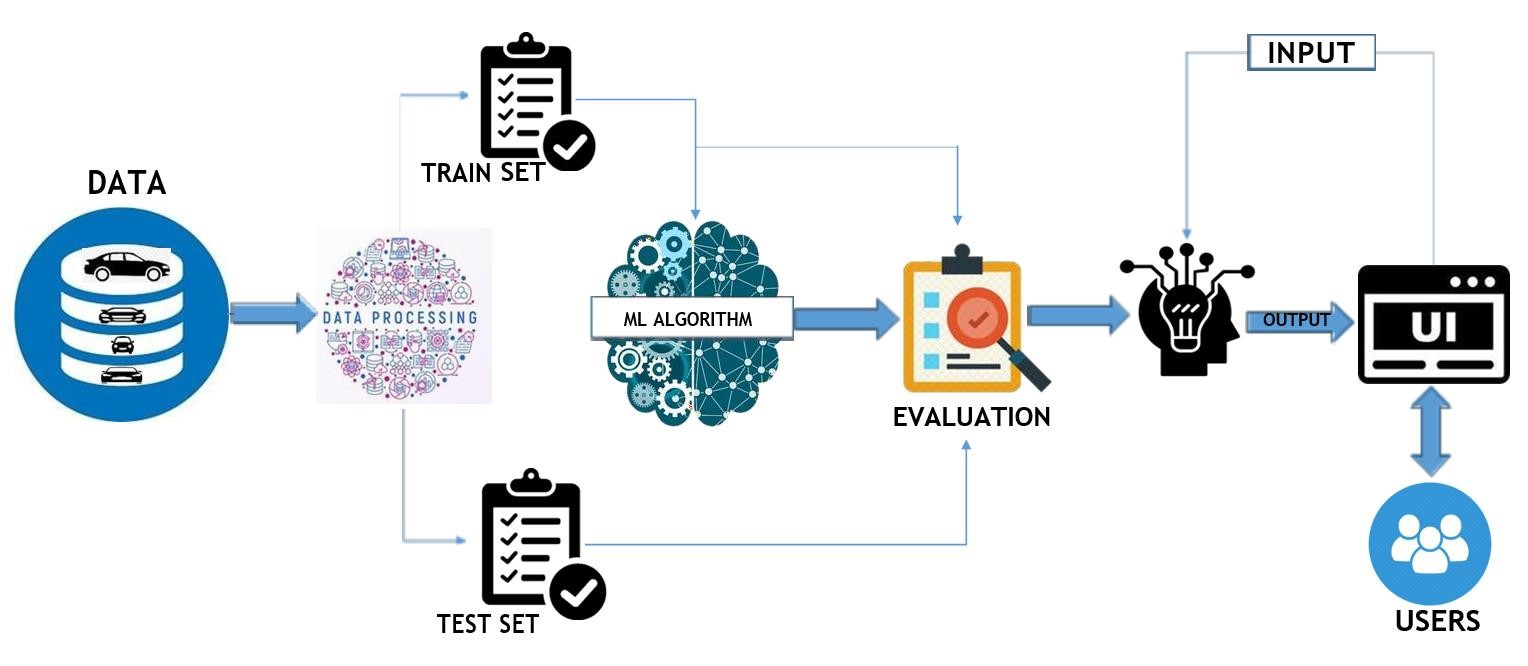 INPUT
TRAIN SET
DATA
DATA PROCESSING
ML ALGORITHM
OUTPUT
UI
EVALUATION
TEST SET
USERS